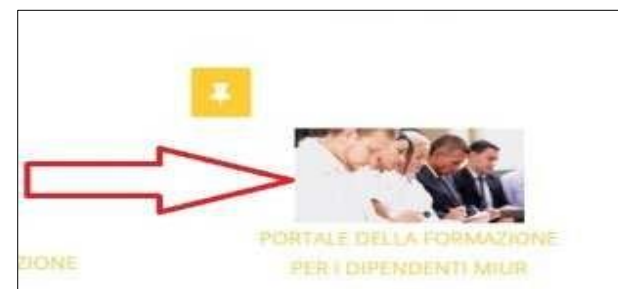 PORTALE DELLA FORMAZIONE
ZIONE
PER I DIPENDENTI MIUR